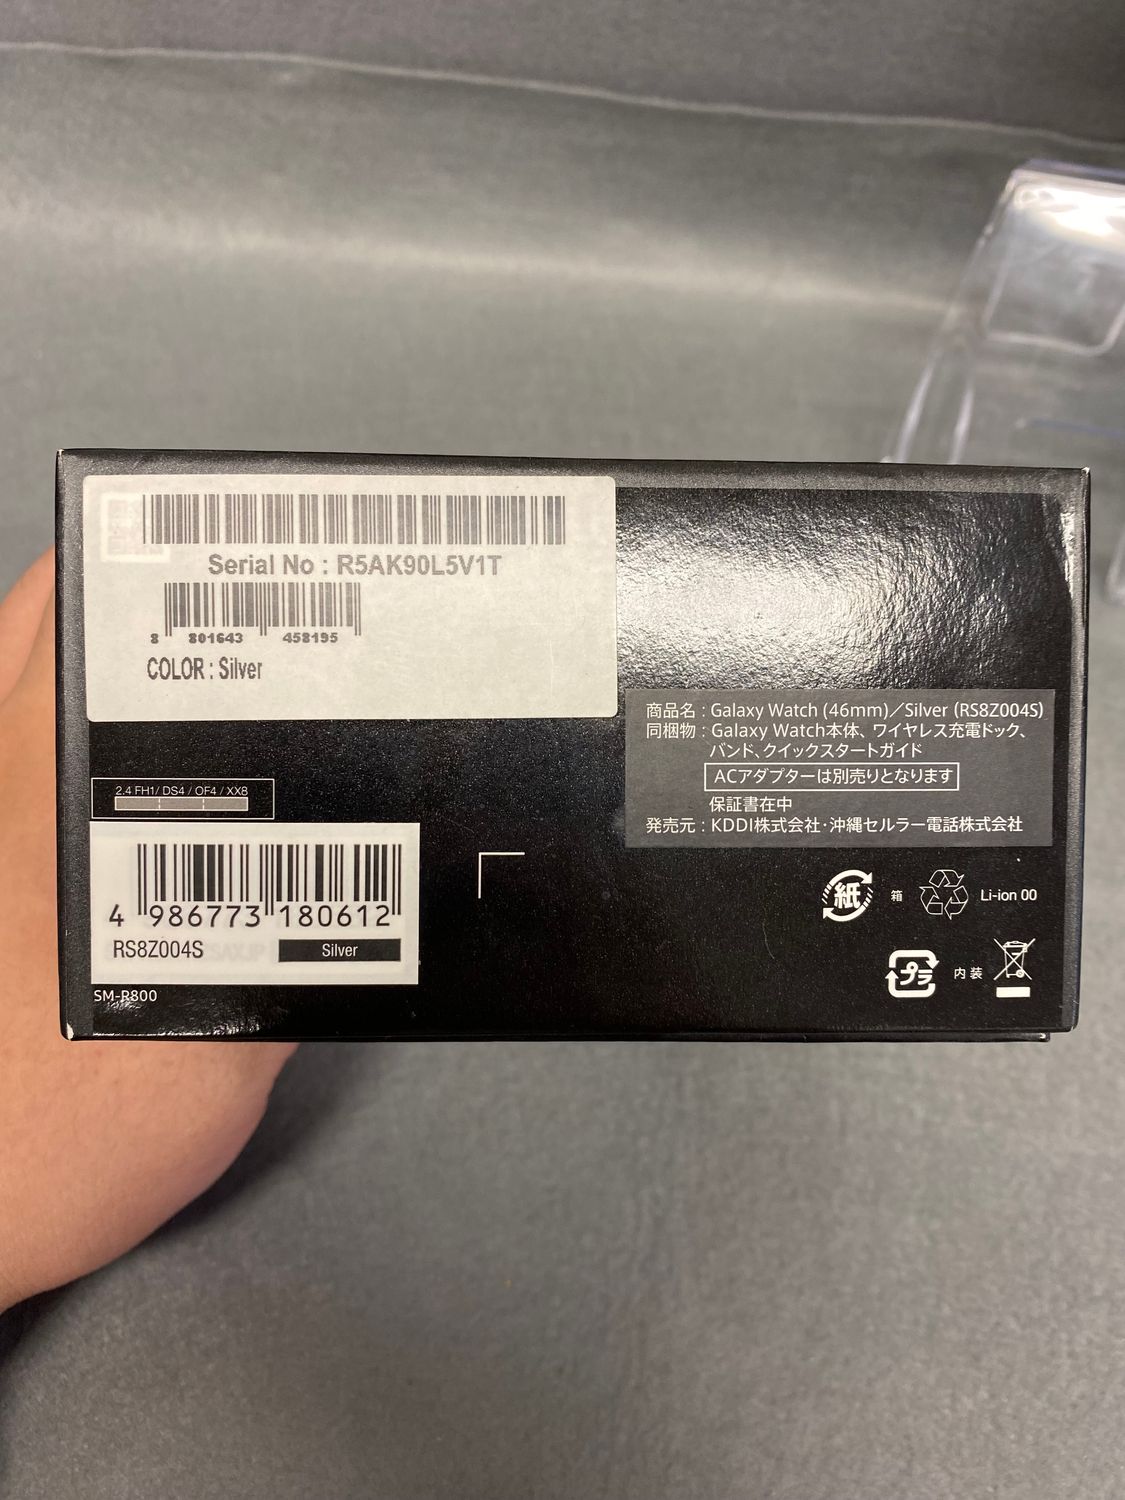 Serial No : R5AK90L5V1T
8 801643 458195
COLOR : Silver
商品名 : Galaxy Watch (46mm)／Silver (RS8Z004S)
同梱物 : Galaxy Watch本体、ワイヤレス充電ドック、
バンド、クイックスタートガイド
ACアダプターは別売りとなります
保証書在中
発売元 : KDDI株式会社・沖縄セルラー電話株式会社
2.4 FH1/ DS4 / OF4 / XX8
4 986773 180612
RS8Z004S Silver
SM-R800
紙 箱 Li-ion 00
プラ 内装